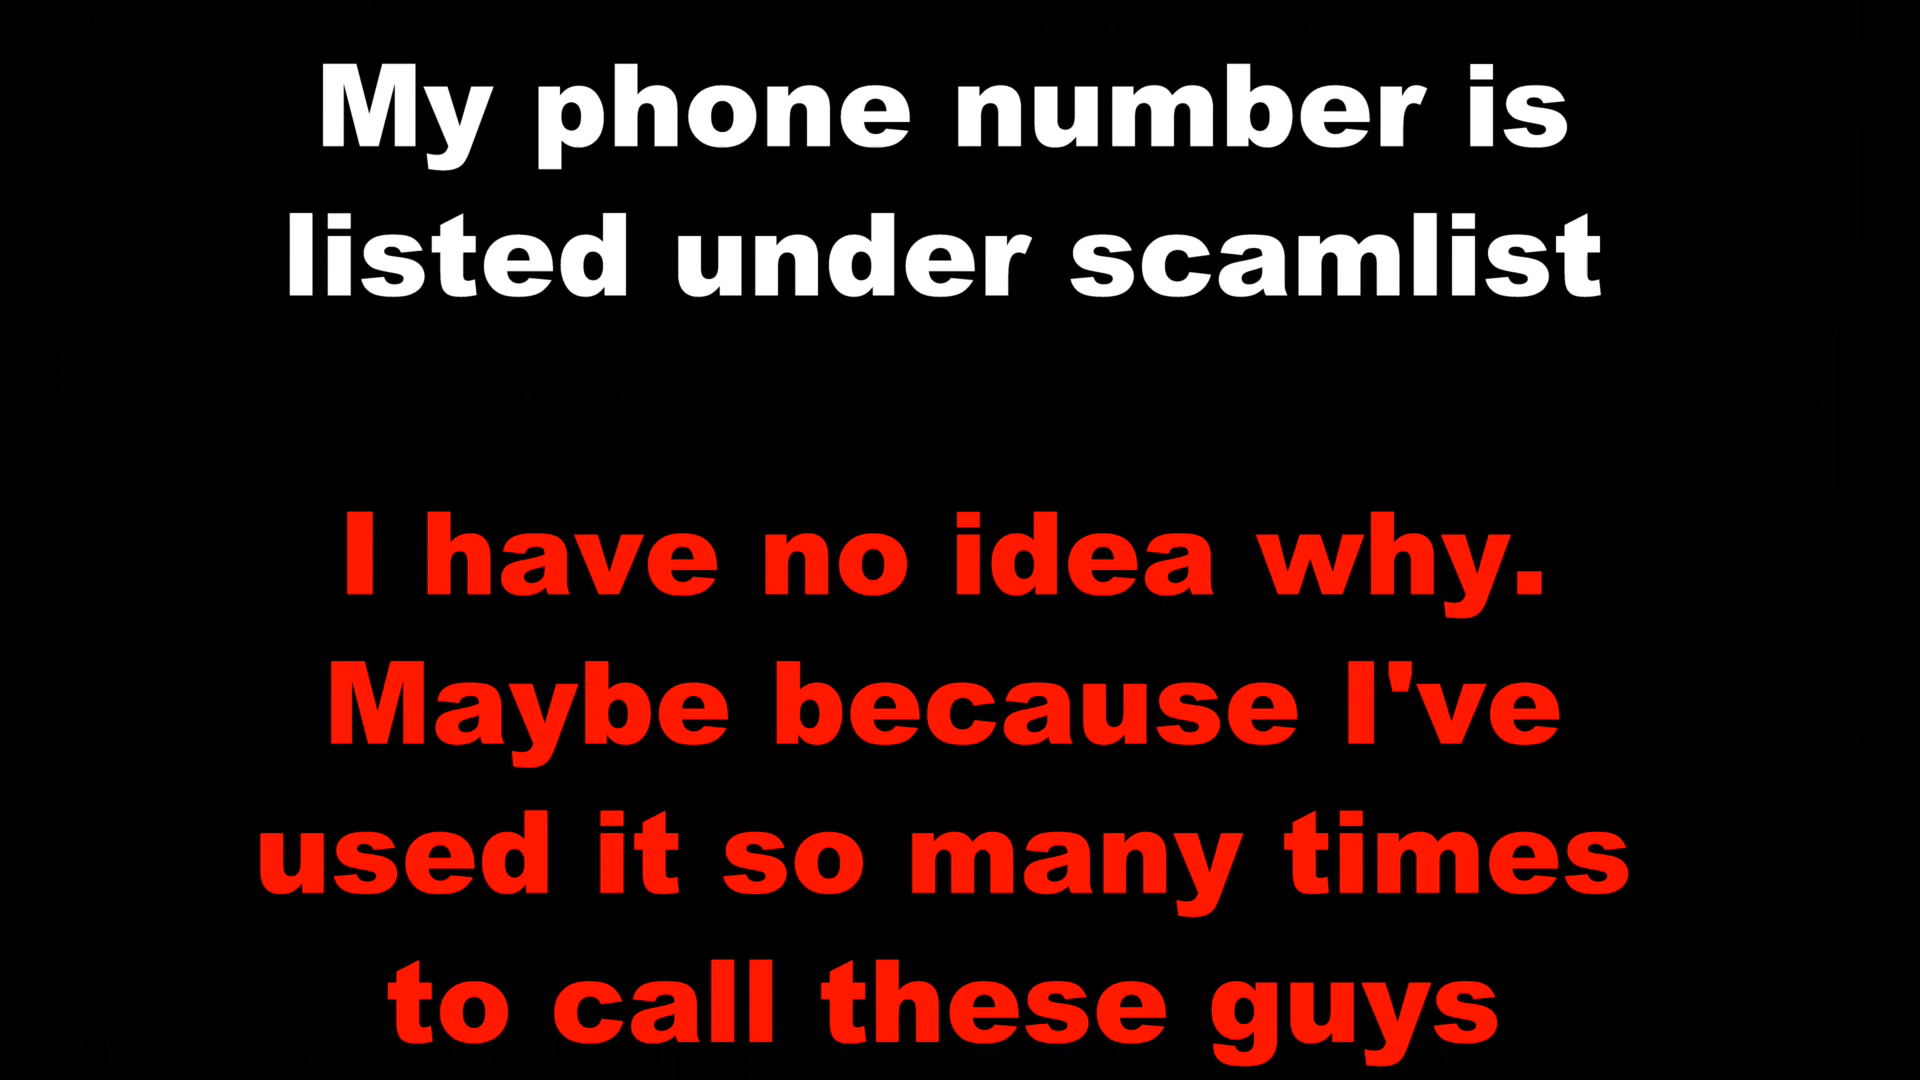 My phone number is
listed under scamlist
I have no idea why.
Maybe because I've
used it so many times
to call these guys